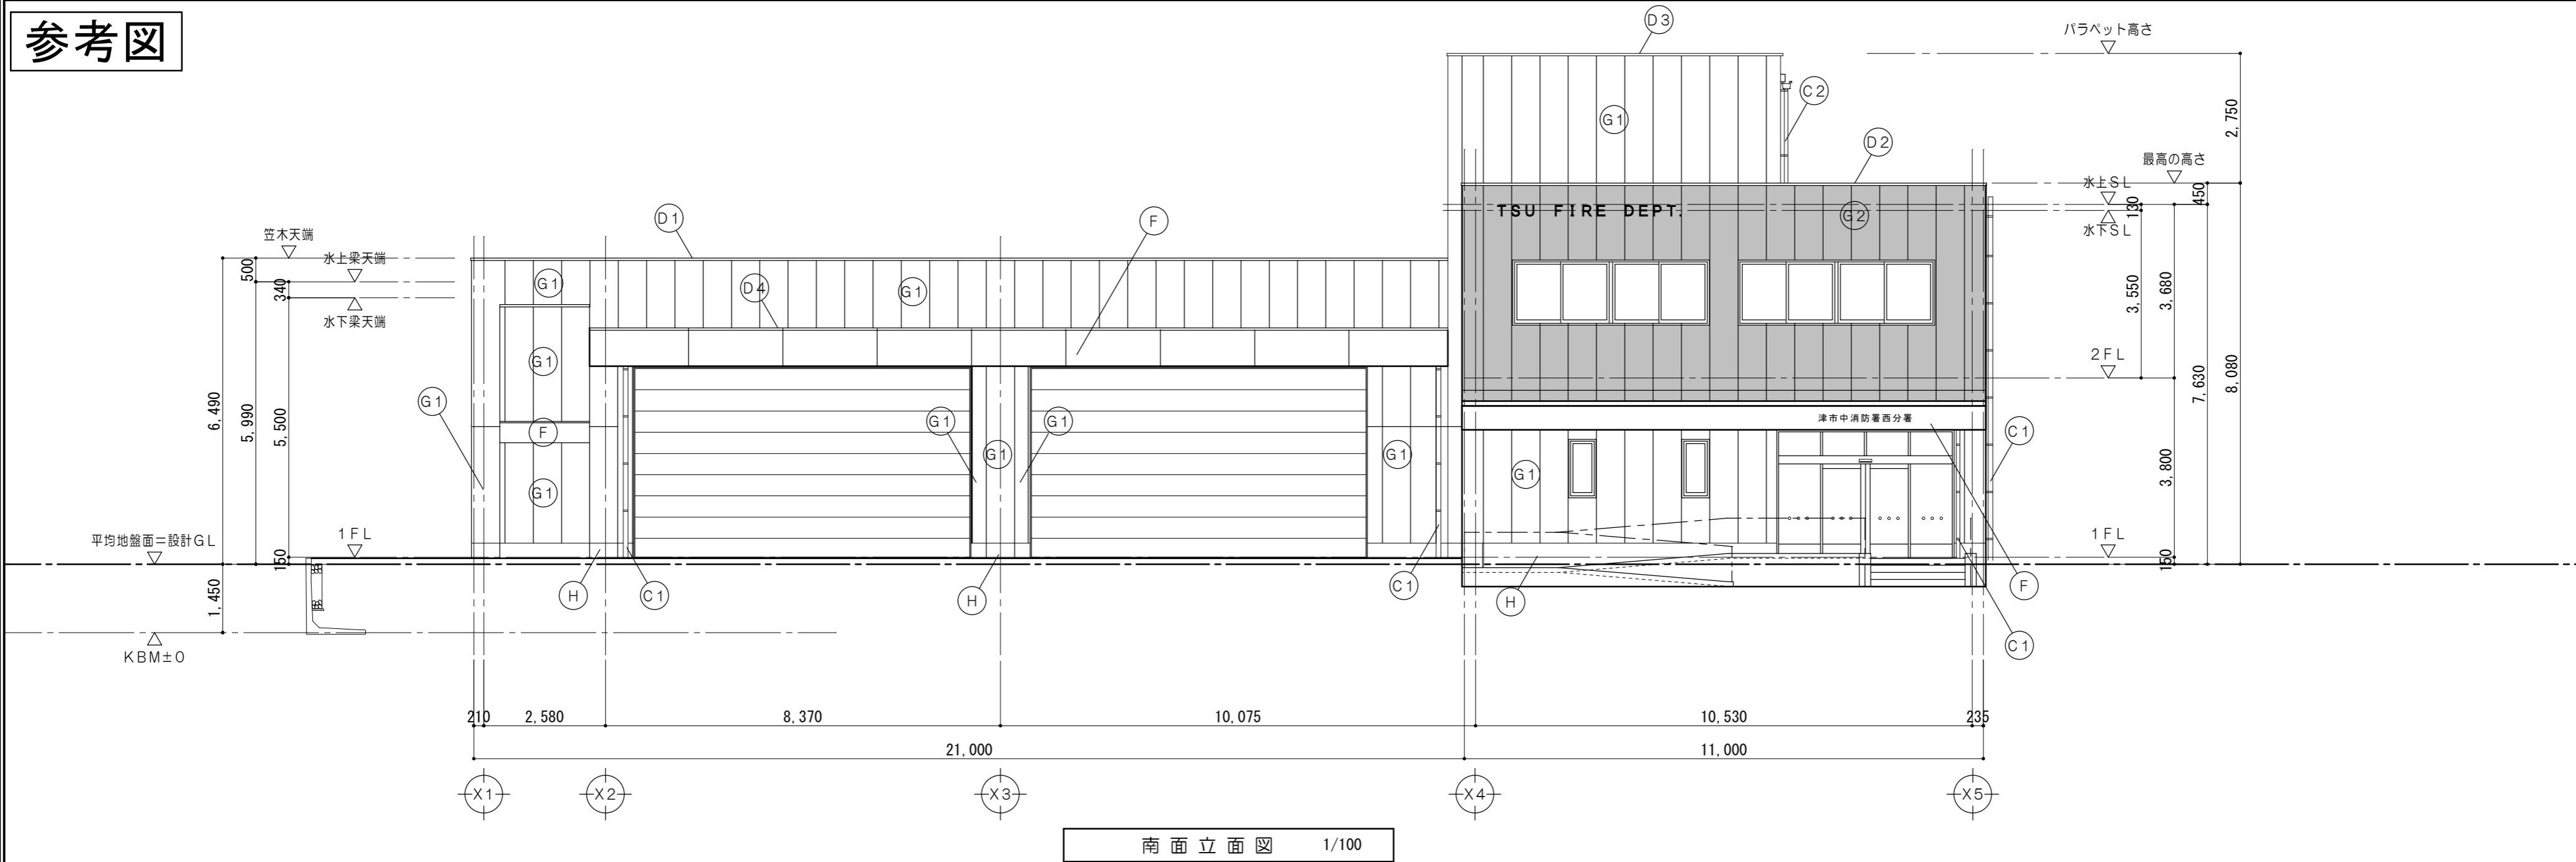 参考図
D3
パラペット高さ
C2
G1
2,750
D2
最高の高さ
水上SL
450
130
TSU FIRE DEPT.
G2
水下SL
D1
F
笠木天端
水上梁天端
500
G1
D4
G1
340
水下梁天端
3,550
3,680
2FL
G1
6,490
5,990
5,500
G1
7,630
8,080
津市中消防署西分署
F
G1
G1
C1
G1
G1
G1
3,800
G1
平均地盤面=設計GL
1FL
1FL
150
150
1,450
H
C1
H
C1
H
F
C1
KBM±0
210
2,580
8,370
10,075
10,530
235
21,000
11,000
X1
X2
X3
X4
X5
南面立面図 1/100